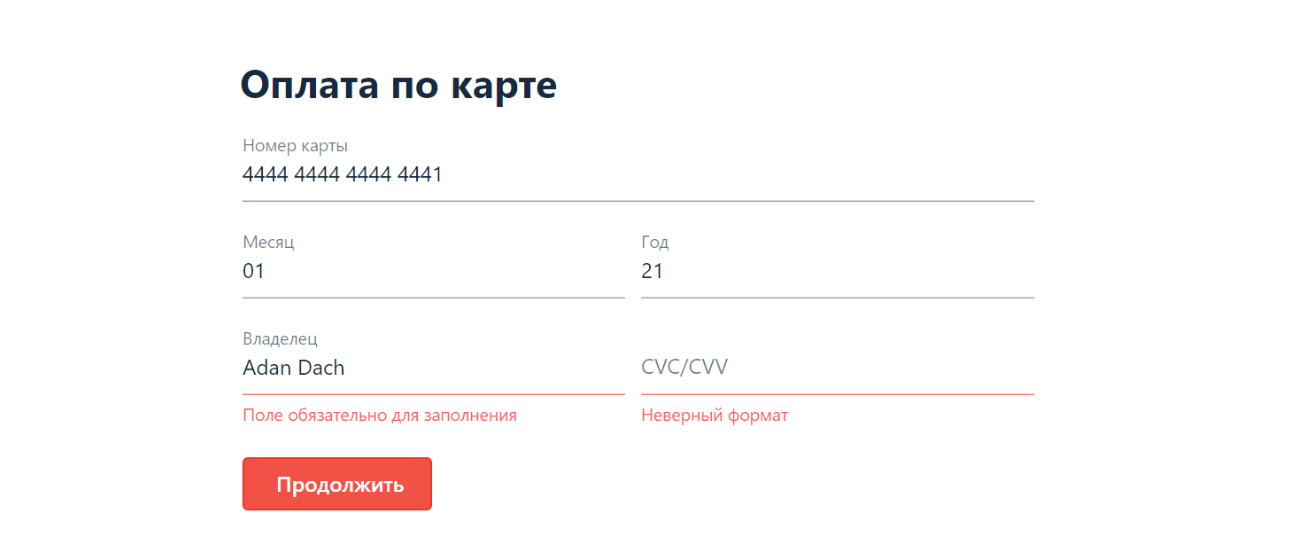 Оплата по карте
Номер карты
4444 4444 4444 4441
Месяц
Год
01
21
Владелец
Adan Dach
CVC/CVV
Поле обязательно для заполнения
Неверный формат
Продолжить